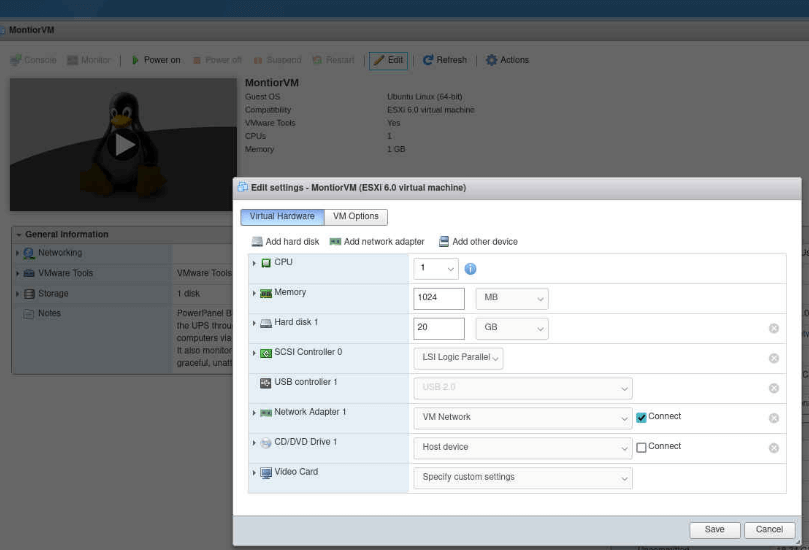 MontiorVM
Console Monitor Power on Power off Suspend Restart Edit Refresh Actions
MontiorVM
Guest OS Ubuntu Linux (64-bit)
Compatibility ESXi 6.0 virtual machine
VMware Tools Yes
CPUs 1
Memory 1 GB
General Information
Networking
VMware Tools VMware Tools
Storage 1 disk
Notes PowerPanel B
the UPS throu
computers via
It also monitor
graceful, unatt
Edit settings - MontiorVM (ESXi 6.0 virtual machine)
Virtual Hardware VM Options
Add hard disk Add network adapter Add other device
CPU 1
Memory 1024 MB
Hard disk 1 20 GB
SCSI Controller 0 LSI Logic Parallel
USB controller 1 USB 2.0
Network Adapter 1 VM Network Connect
CD/DVD Drive 1 Host device Connect
Video Card Specify custom settings
Save Cancel